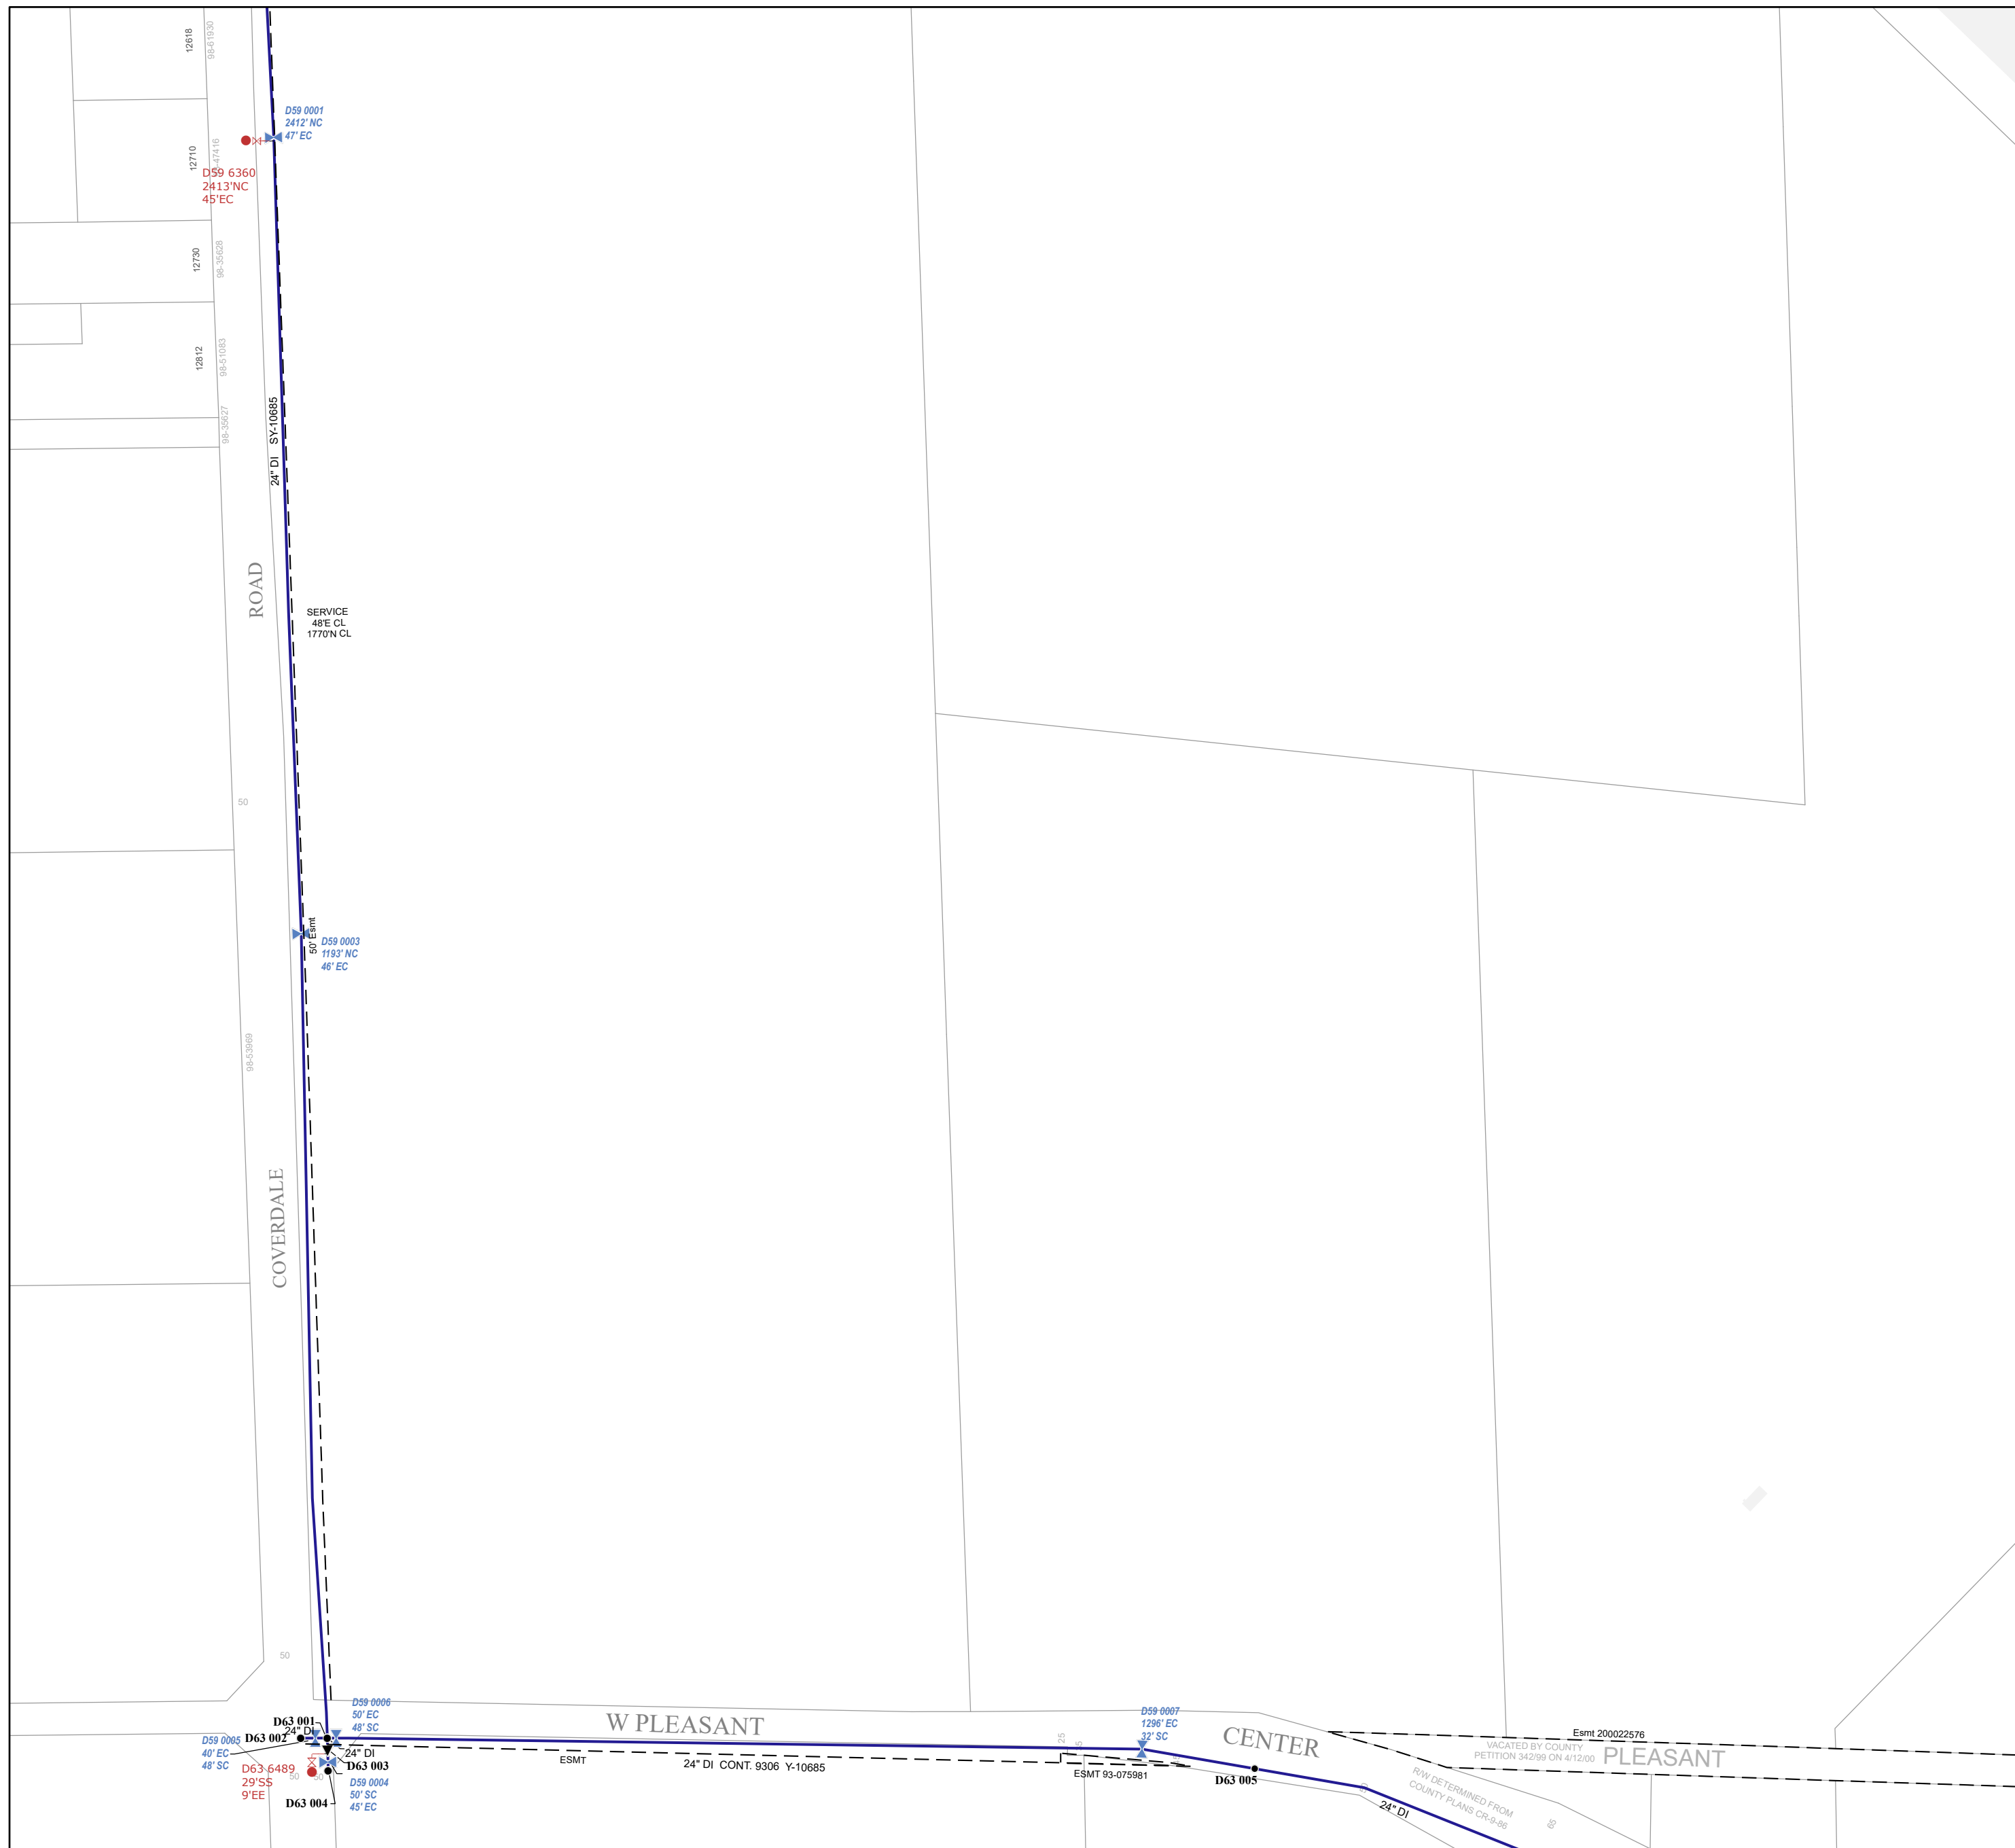 12618
98-61930
D59 0001
2412' NC
47' EC
12710
D59 6360
2413'NC
45'EC
12730
98-35628
12812
98-51083
98-35627
24" DI SY-10685
ROAD
SERVICE
48'E CL
1770'N CL
50
50' Esmt
D59 0003
1193' NC
46' EC
98-53969
COVERDALE
50
D59 0006
50' EC
48' SC
D63 001
24" DI
D63 002
D59 0005
40' EC
48' SC
24" DI
D63 003
D63 6489
29'SS
9'EE
50
50
D59 0004
50' SC
45' EC
D63 004
W PLEASANT
ESMT
24" DI CONT. 9306 Y-10685
25
D59 0007
1296' EC
32' SC
ESMT 93-075981
CENTER
D63 005
24" DI
Esmt 200022576
VACATED BY COUNTY
PETITION 342/99 ON 4/12/00
PLEASANT
R/W DETERMINED FROM
COUNTY PLANS CR-9-86
65